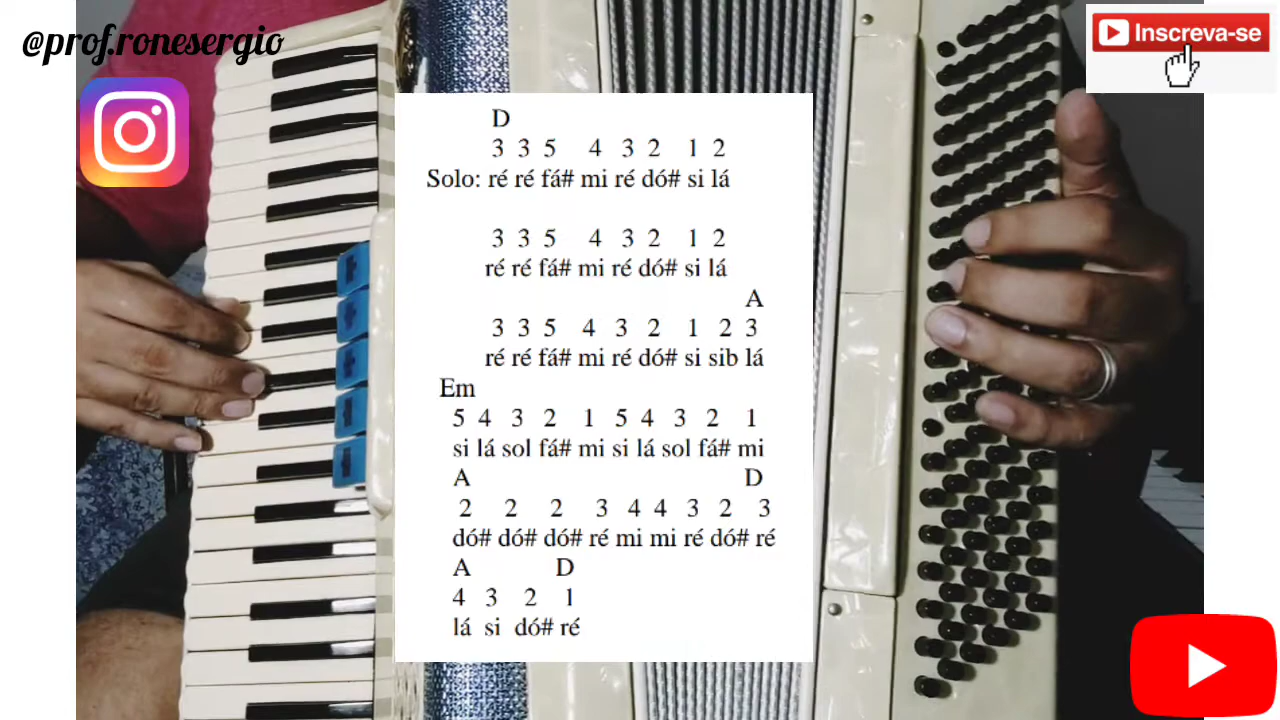 @prof.ronesergio
Inscreva-se
D
3 3 5 4 3 2 1 2
Solo: ré ré fá# mi ré dó# si lá
3 3 5 4 3 2 1 2
ré ré fá# mi ré dó# si lá
A
3 3 5 4 3 2 1 2 3
ré ré fá# mi ré dó# si sib lá
Em
5 4 3 2 1 5 4 3 2 1
si lá sol fá# mi si lá sol fá# mi
A D
2 2 2 3 4 4 3 2 3
dó# dó# dó# ré mi mi ré dó# ré
A D
4 3 2 1
lá si dó# ré